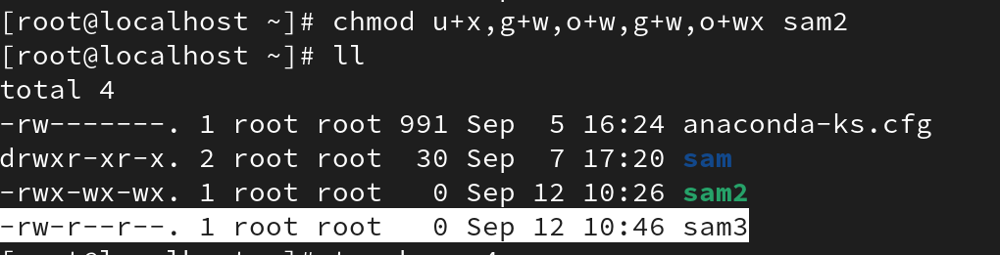 [root@localhost ~]# chmod u+x,g+w,o+w,g+w,o+wx sam2
[root@localhost ~]# ll
total 4
-rw-------. 1 root root 991 Sep  5 16:24 anaconda-ks.cfg
drwxr-xr-x. 2 root root  30 Sep  7 17:20 sam
-rwx-wx-wx. 1 root root   0 Sep 12 10:26 sam2
-rw-r--r--. 1 root root   0 Sep 12 10:46 sam3